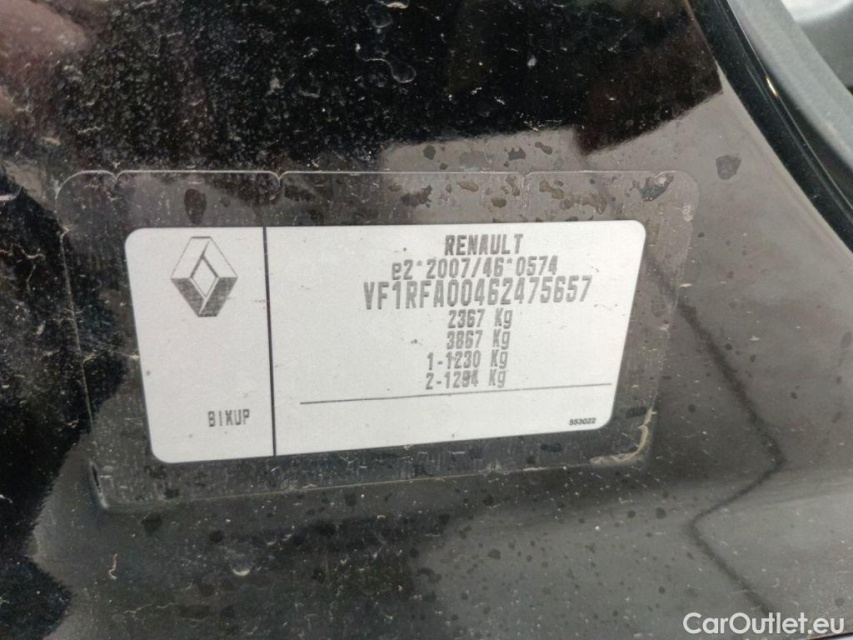 RENAULT
e2*2007/46*0574
VF1RFA00462475657
2367 Kg
3867 Kg
1-1230 Kg
2-1284 Kg
BIXUP
553022
CarOutlet.eu